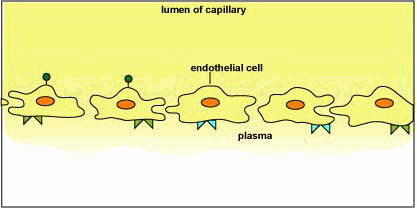 lumen of capillary
endothelial cell
plasma